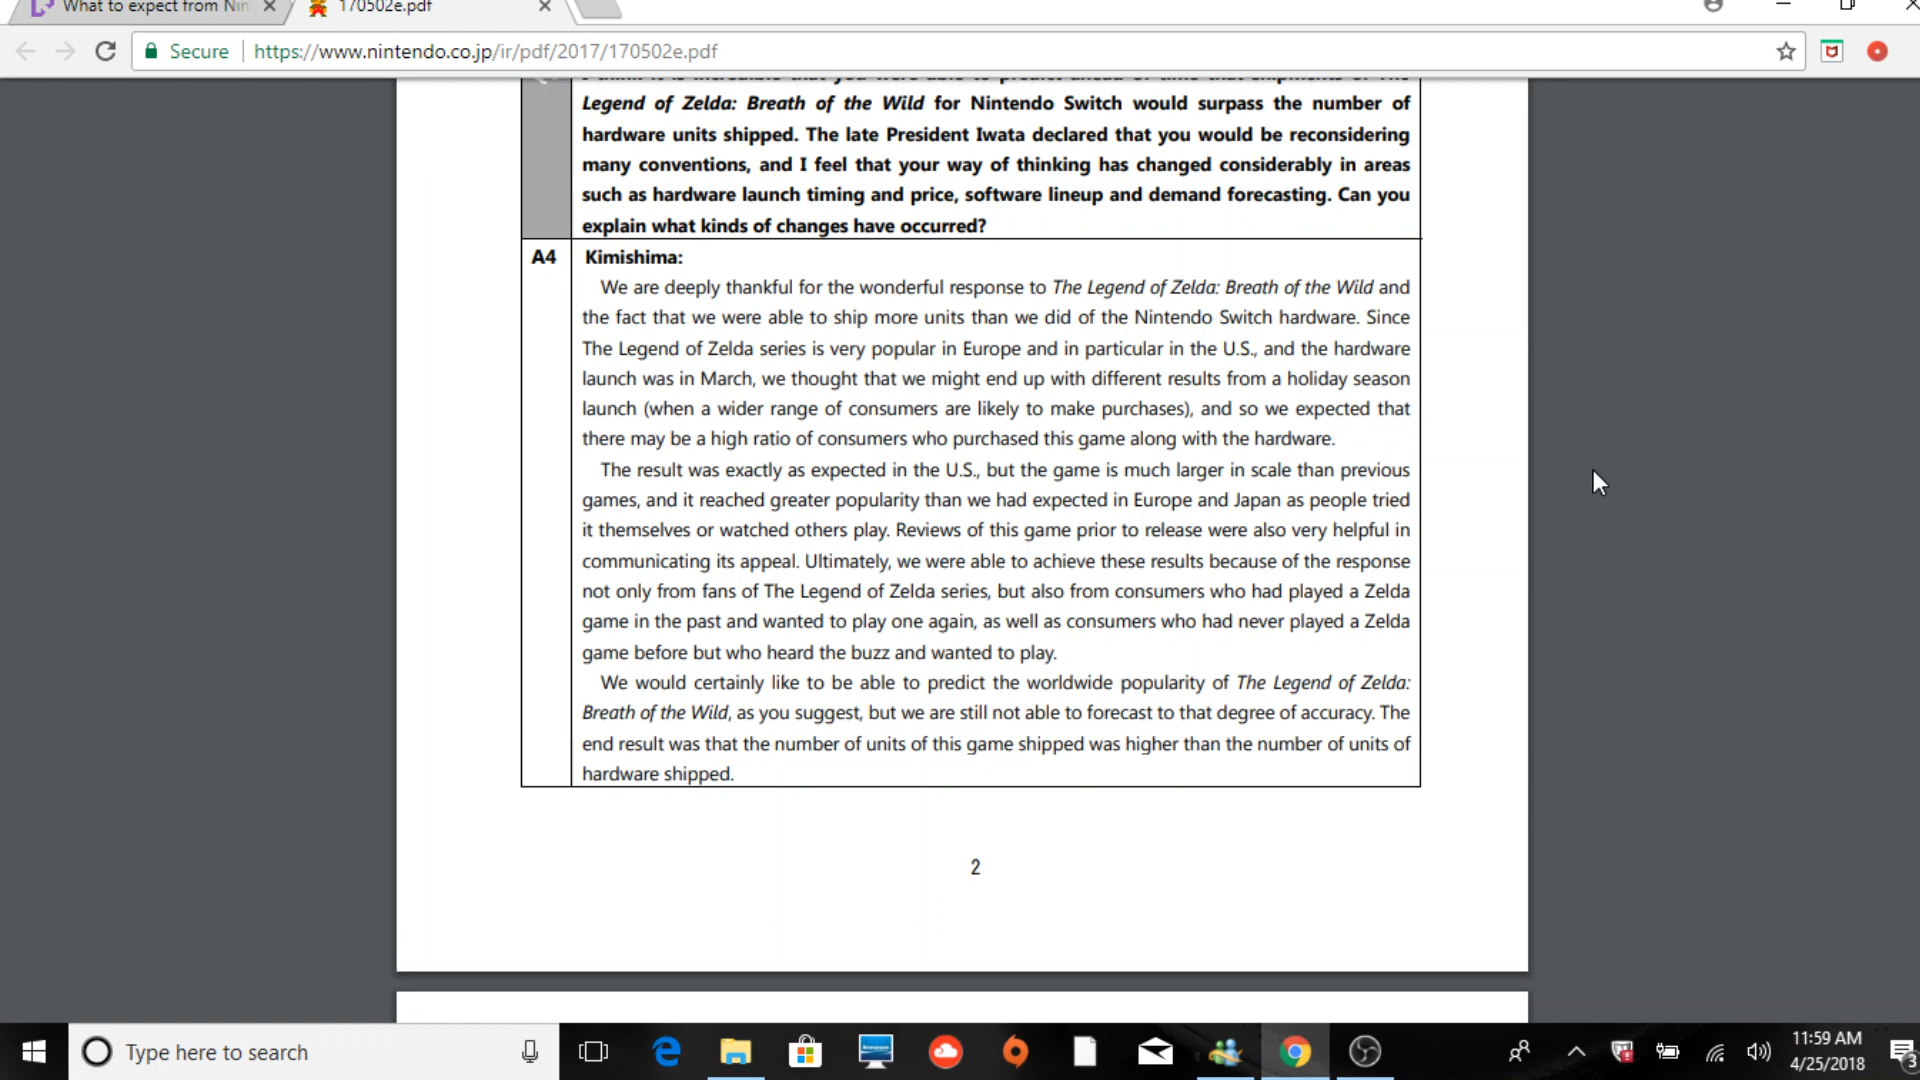 What to expect from Nin
170502e.pdf
Secure
https://www.nintendo.co.jp/ir/pdf/2017/170502e.pdf
I think it is incredible that you were able to predict ahead of time that shipments of The
Legend of Zelda: Breath of the Wild for Nintendo Switch would surpass the number of
hardware units shipped. The late President Iwata declared that you would be reconsidering
many conventions, and I feel that your way of thinking has changed considerably in areas
such as hardware launch timing and price, software lineup and demand forecasting. Can you
explain what kinds of changes have occurred?
A4
Kimishima:
We are deeply thankful for the wonderful response to The Legend of Zelda: Breath of the Wild and
the fact that we were able to ship more units than we did of the Nintendo Switch hardware. Since
The Legend of Zelda series is very popular in Europe and in particular in the U.S., and the hardware
launch was in March, we thought that we might end up with different results from a holiday season
launch (when a wider range of consumers are likely to make purchases), and so we expected that
there may be a high ratio of consumers who purchased this game along with the hardware.
The result was exactly as expected in the U.S., but the game is much larger in scale than previous
games, and it reached greater popularity than we had expected in Europe and Japan as people tried
it themselves or watched others play. Reviews of this game prior to release were also very helpful in
communicating its appeal. Ultimately, we were able to achieve these results because of the response
not only from fans of The Legend of Zelda series, but also from consumers who had played a Zelda
game in the past and wanted to play one again, as well as consumers who had never played a Zelda
game before but who heard the buzz and wanted to play.
We would certainly like to be able to predict the worldwide popularity of The Legend of Zelda:
Breath of the Wild, as you suggest, but we are still not able to forecast to that degree of accuracy. The
end result was that the number of units of this game shipped was higher than the number of units of
hardware shipped.
2
Type here to search
11:59 AM
4/25/2018
3